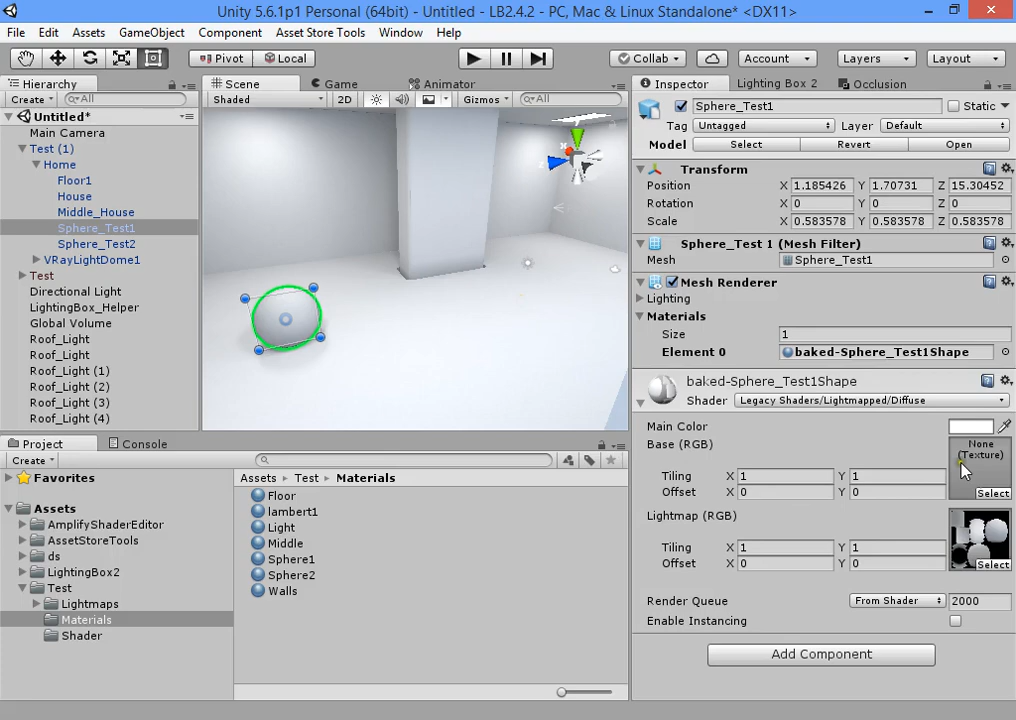 Unity 5.6.1p1 Personal (64bit) - Untitled - LB2.4.2 - PC, Mac & Linux Standalone* <DX11>
File Edit Assets GameObject Component Asset Store Tools Window Help
Pivot Local Collab Account Layers Layout
Hierarchy
Create All
Untitled*
Main Camera
Test (1)
Home
Floor1
House
Middle_House
Sphere_Test1
Sphere_Test2
VRayLightDome1
Test
Directional Light
LightingBox_Helper
Global Volume
Roof_Light
Roof_Light
Roof_Light (1)
Roof_Light (2)
Roof_Light (3)
Roof_Light (4)
Scene Game Animator
Shaded 2D Gizmos All
Inspector Lighting Box 2 Occlusion
Sphere_Test1 Static
Tag Untagged Layer Default
Model Select Revert Open
Transform
Position X 1.185426 Y 1.70731 Z 15.30452
Rotation X 0 Y 0 Z 0
Scale X 0.583578 Y 0.583578 Z 0.583578
Sphere_Test 1 (Mesh Filter)
Mesh Sphere_Test1
Mesh Renderer
Lighting
Materials
Size 1
Element 0 baked-Sphere_Test1Shape
baked-Sphere_Test1Shape
Shader Legacy Shaders/Lightmapped/Diffuse
Main Color
Base (RGB)
None
(Texture)
Tiling X 1 Y 1
Offset X 0 Y 0
Select
Lightmap (RGB)
Tiling X 1 Y 1
Offset X 0 Y 0
Select
Render Queue From Shader 2000
Enable Instancing
Add Component
Project Console
Create
Favorites
Assets
AmplifyShaderEditor
AssetStoreTools
ds
LightingBox2
Test
Lightmaps
Materials
Shader
Assets Test Materials
Floor
lambert1
Light
Middle
Sphere1
Sphere2
Walls